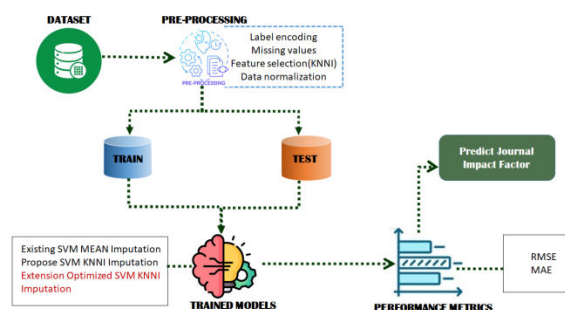 DATASET
PRE-PROCESSING
Label encoding
Missing values
Feature selection(KNNI)
Data normalization
PRE-PROCESSING
TRAIN
TEST
Predict Journal
Impact Factor
Existing SVM MEAN Imputation
Propose SVM KNNI Imputation
Extension Optimized SVM KNNI
Imputation
TRAINED MODELS
RMSE
MAE
PERFORMANCE METRICS